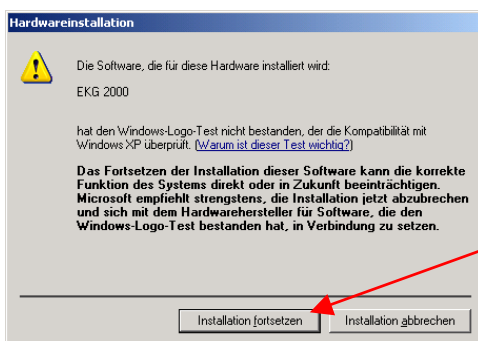 Hardwareinstallation
Die Software, die für diese Hardware installiert wird:
EKG 2000
hat den Windows-Logo-Test nicht bestanden, der die Kompatibilität mit
Windows XP überprüft. (Warum ist dieser Test wichtig?)
Das Fortsetzen der Installation dieser Software kann die korrekte
Funktion des Systems direkt oder in Zukunft beeinträchtigen.
Microsoft empfiehlt strengstens, die Installation jetzt abzubrechen
und sich mit dem Hardwarehersteller für Software, die den
Windows-Logo-Test bestanden hat, in Verbindung zu setzen.
Installation fortsetzen
Installation abbrechen